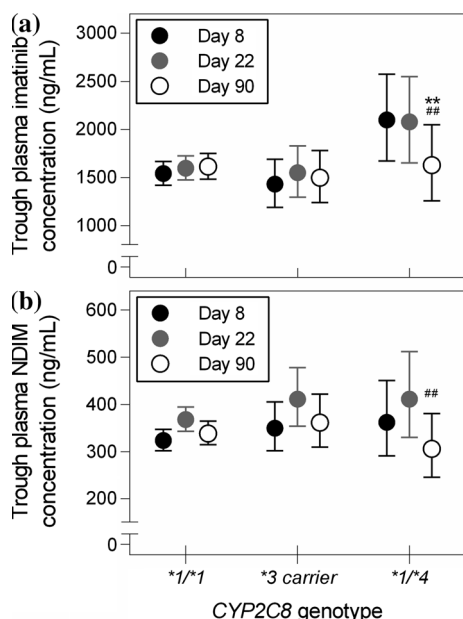 (a)
Trough plasma imatinib
concentration (ng/mL)
3000
2500
2000
1500
1000
0
Day 8
Day 22
Day 90
**
##
(b)
Trough plasma NDIM
concentration (ng/mL)
600
500
400
300
200
0
Day 8
Day 22
Day 90
##
*1/*1
*3 carrier
*1/*4
CYP2C8 genotype